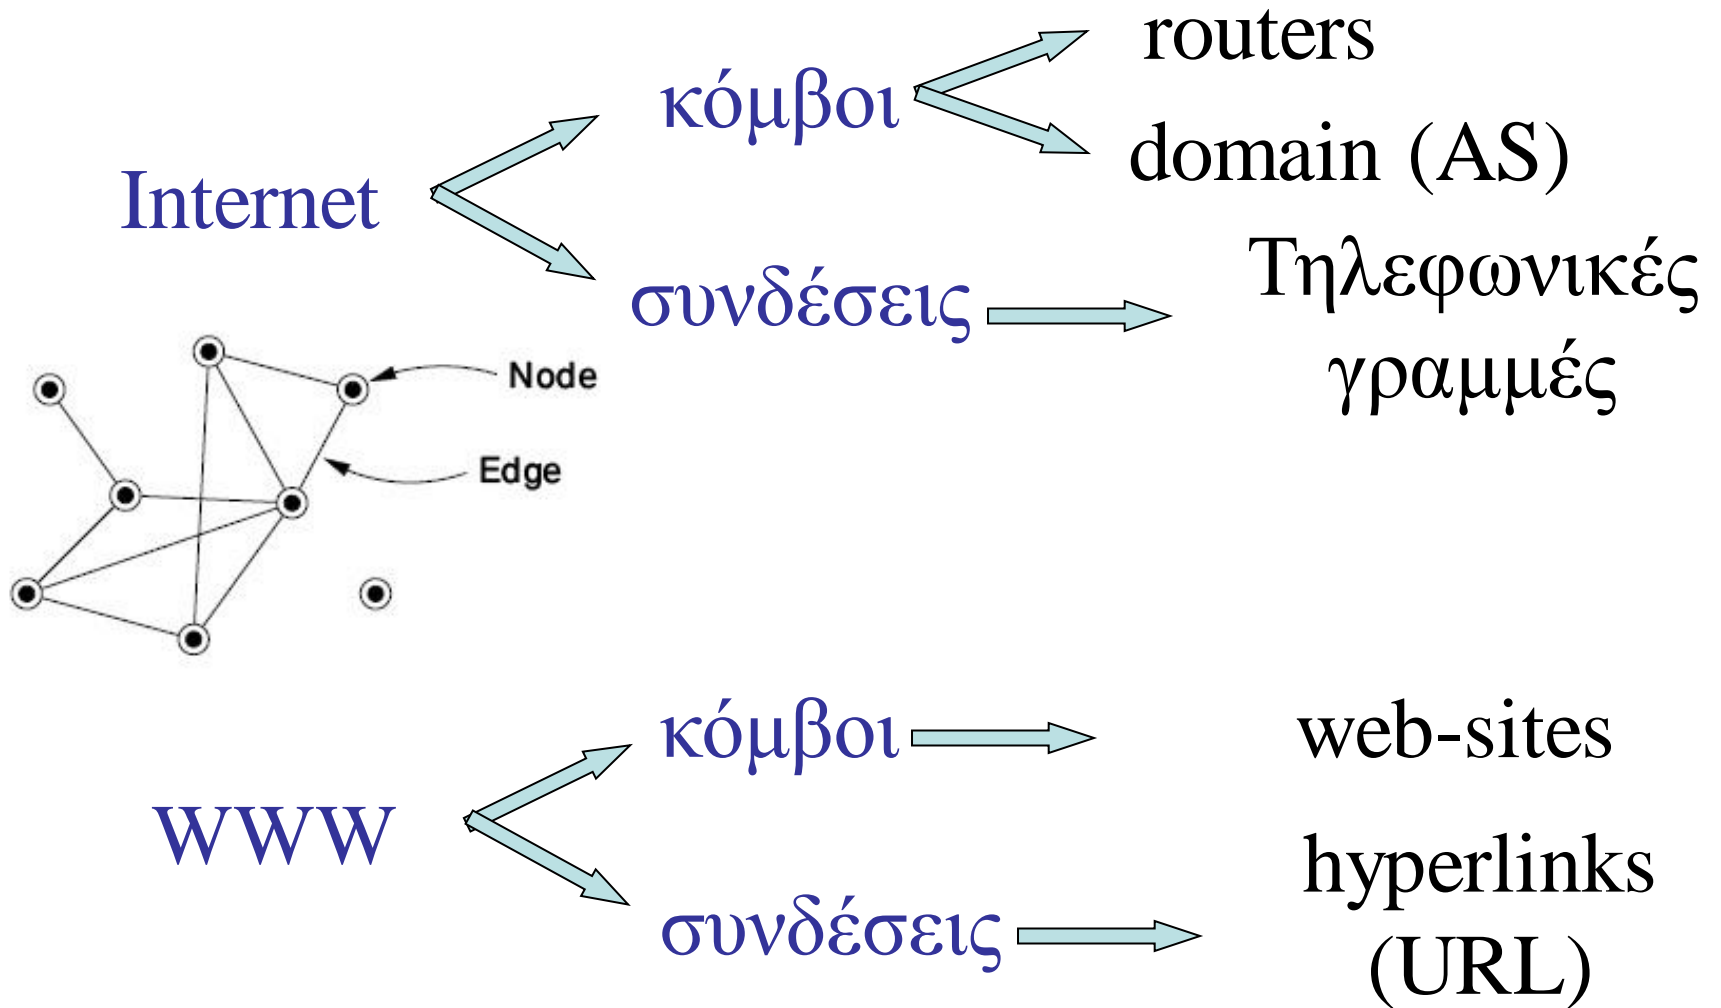 routers
κόμβοι
domain (AS)
Internet
Τηλεφωνικές
συνδέσεις
γραμμές
Node
Edge
κόμβοι
web-sites
WWW
hyperlinks
συνδέσεις
(URL)